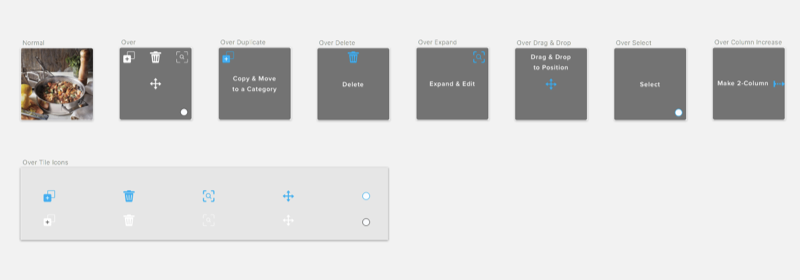 Normal
Over
Over Duplicate
Over Delete
Over Expand
Over Drag & Drop
Over Select
Over Column Increase
Copy & Move
to a Category
Delete
Expand & Edit
Drag & Drop
to Position
Select
Make 2-Column
Over Tile Icons